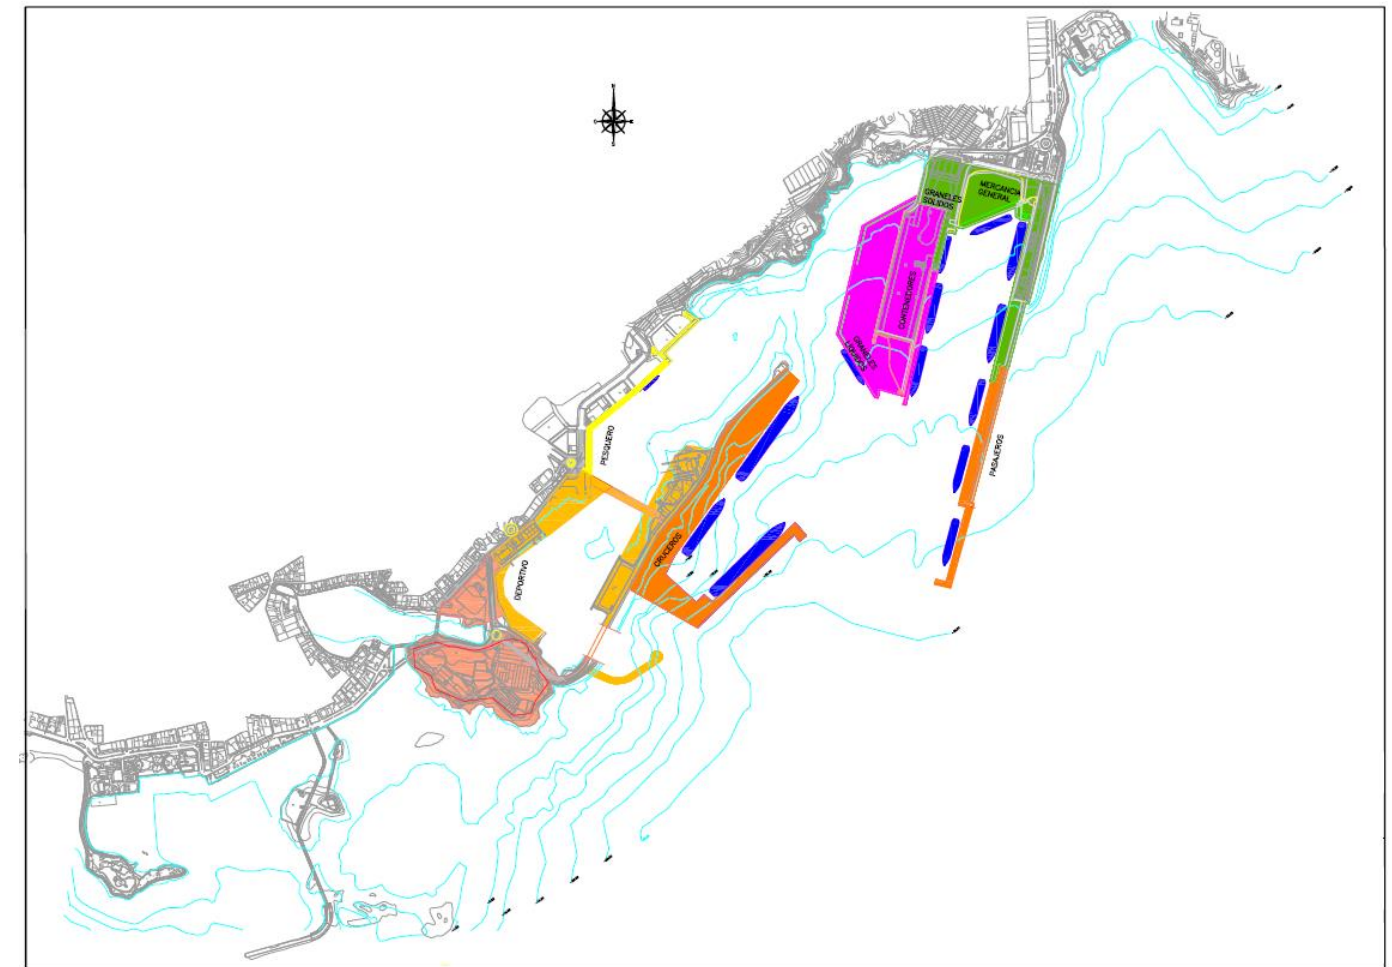 GRANELES
SOLIDOS
MERCANCIA
GENERAL
CONTENEDORES
GRANELES
LIQUIDOS
PASAJEROS
PESQUERO
CRUCEROS
DEPORTIVO